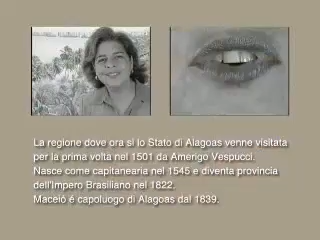 La regione dove ora si lo Stato di Alagoas venne visitata
per la prima volta nel 1501 da Amerigo Vespucci.
Nasce come capitanearia nel 1545 e diventa provincia
dell'Impero Brasiliano nel 1822.
Maceió é capoluogo di Alagoas dal 1839.